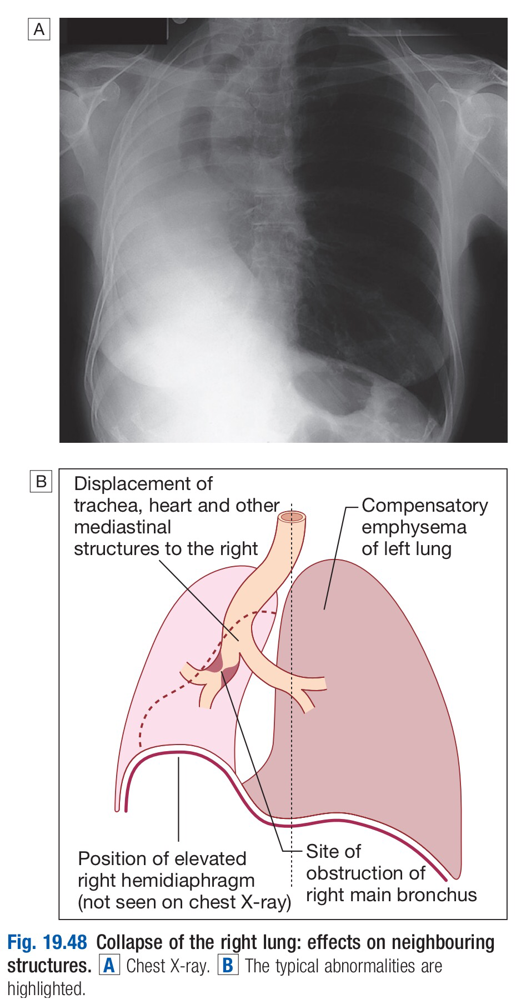 A
B
Displacement of
trachea, heart and other
mediastinal
structures to the right
Compensatory
emphysema
of left lung
Position of elevated
right hemidiaphragm
(not seen on chest X-ray)
Site of
obstruction of
right main bronchus
Fig. 19.48 Collapse of the right lung: effects on neighbouring
structures. A Chest X-ray. B The typical abnormalities are
highlighted.